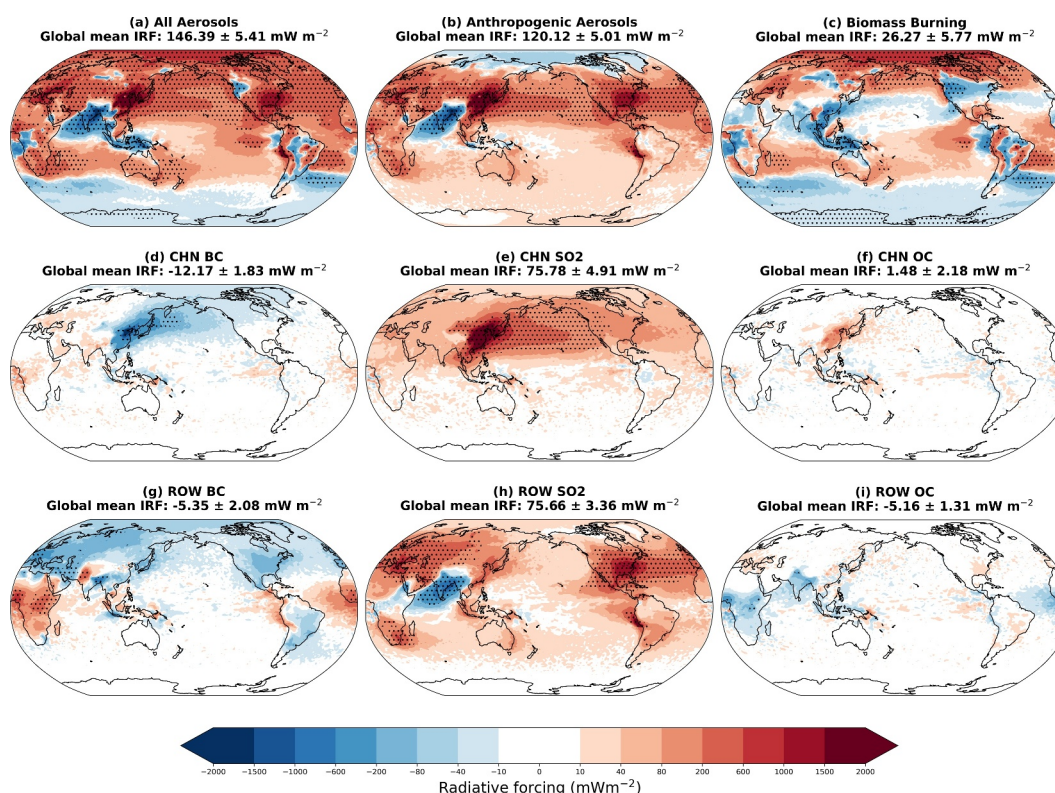 (a) All Aerosols
Global mean IRF: 146.39 ± 5.41 mW m⁻²
(b) Anthropogenic Aerosols
Global mean IRF: 120.12 ± 5.01 mW m⁻²
(c) Biomass Burning
Global mean IRF: 26.27 ± 5.77 mW m⁻²
(d) CHN BC
Global mean IRF: -12.17 ± 1.83 mW m⁻²
(e) CHN SO2
Global mean IRF: 75.78 ± 4.91 mW m⁻²
(f) CHN OC
Global mean IRF: 1.48 ± 2.18 mW m⁻²
(g) ROW BC
Global mean IRF: -5.35 ± 2.08 mW m⁻²
(h) ROW SO2
Global mean IRF: 75.66 ± 3.36 mW m⁻²
(i) ROW OC
Global mean IRF: -5.16 ± 1.31 mW m⁻²
−2000 −1500 −1000 −600 −200 −80 −40 −10 0 10 40 80 200 600 1000 1500 2000
Radiative forcing (mWm⁻²)